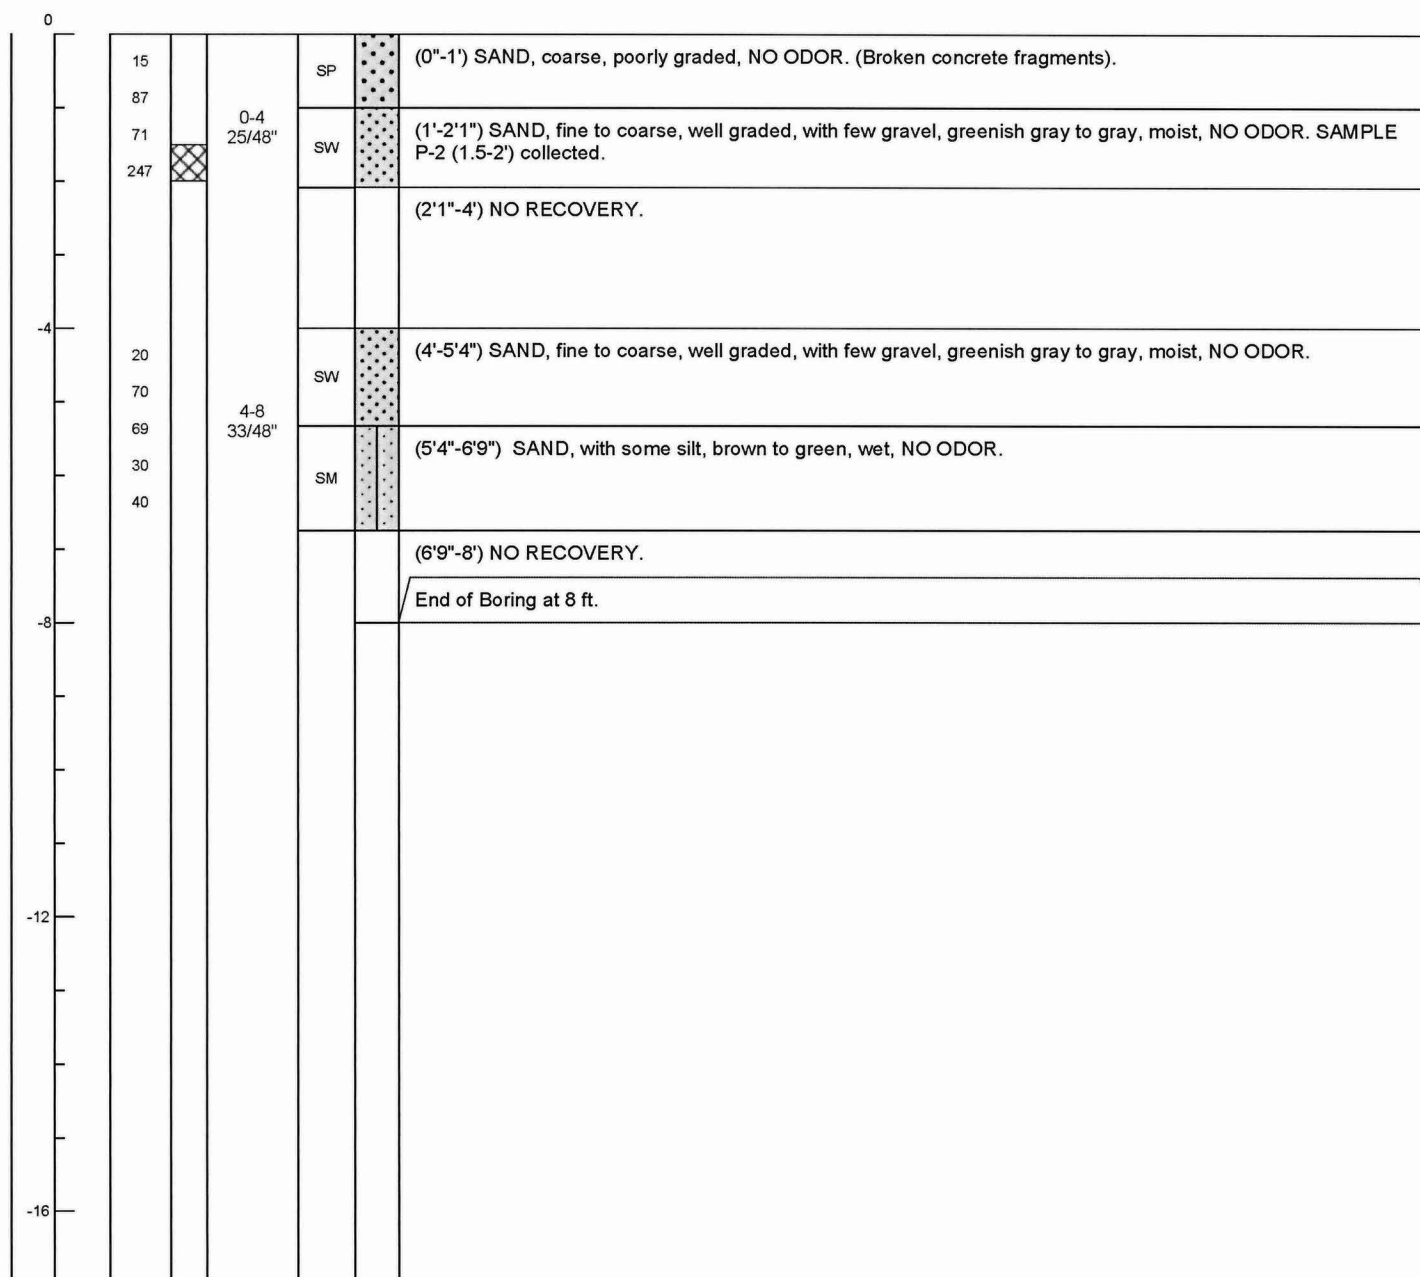 0
15
87
71
247
0-4
25/48"
SP
(0"-1') SAND, coarse, poorly graded, NO ODOR. (Broken concrete fragments).
SW
(1'-2'1") SAND, fine to coarse, well graded, with few gravel, greenish gray to gray, moist, NO ODOR. SAMPLE
P-2 (1.5-2') collected.
(2'1"-4') NO RECOVERY.
-4
20
70
69
30
40
4-8
33/48"
SW
(4'-5'4") SAND, fine to coarse, well graded, with few gravel, greenish gray to gray, moist, NO ODOR.
SM
(5'4"-6'9") SAND, with some silt, brown to green, wet, NO ODOR.
(6'9"-8') NO RECOVERY.
End of Boring at 8 ft.
-8
-12
-16